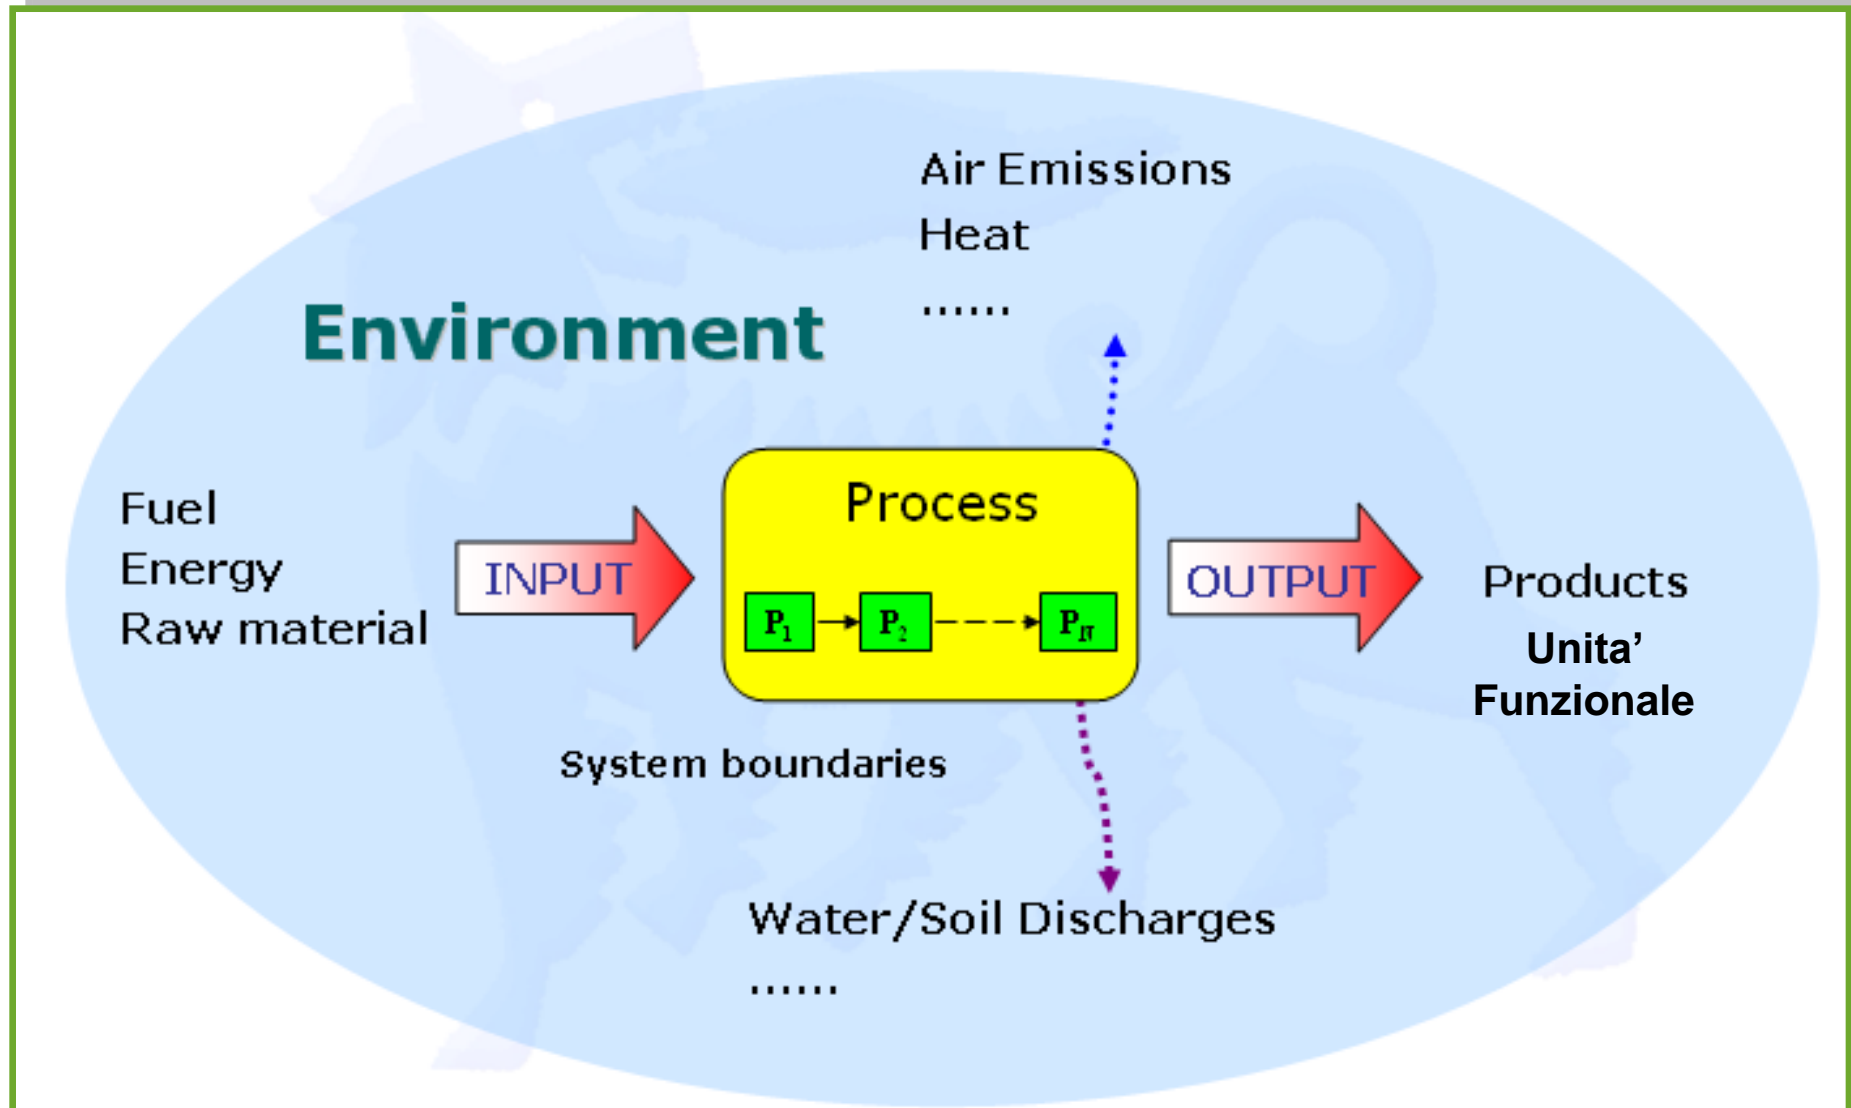 Air Emissions
Heat
......
Environment
Fuel
Energy
Raw material
INPUT
Process
P1 P2 PN
OUTPUT
Products
Unita’
Funzionale
System boundaries
Water/Soil Discharges
......